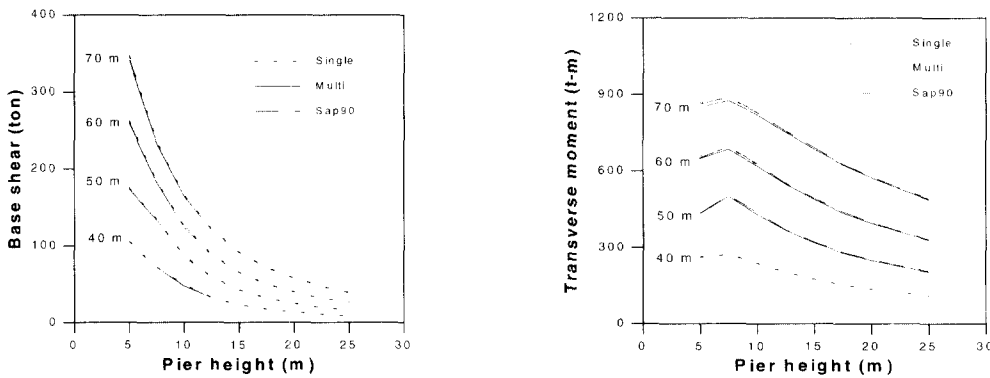 Base shear (ton)
400
300
200
100
0
70 m
60 m
50 m
40 m
Single
Multi
Sap90
0 5 10 15 20 25 30
Pier height (m)
Transverse moment (t-m)
1200
900
600
300
0
70 m
60 m
50 m
40 m
Single
Multi
Sap90
0 5 10 15 20 25 30
Pier height (m)